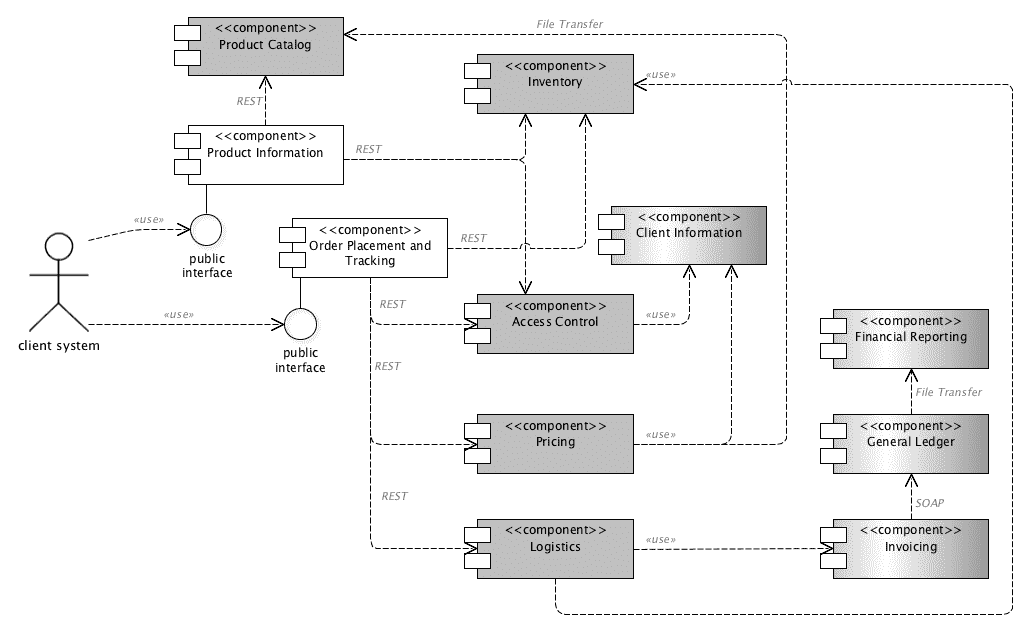 File Transfer
<<component>>
Product Catalog
<<component>>
Inventory
«use»
REST
<<component>>
Product Information
REST
«use»
public
interface
<<component>>
Order Placement and
Tracking
REST
<<component>>
Client Information
client system
«use»
public
interface
REST
<<component>>
Access Control
«use»
<<component>>
Financial Reporting
REST
File Transfer
<<component>>
Pricing
«use»
<<component>>
General Ledger
REST
SOAP
<<component>>
Logistics
«use»
<<component>>
Invoicing